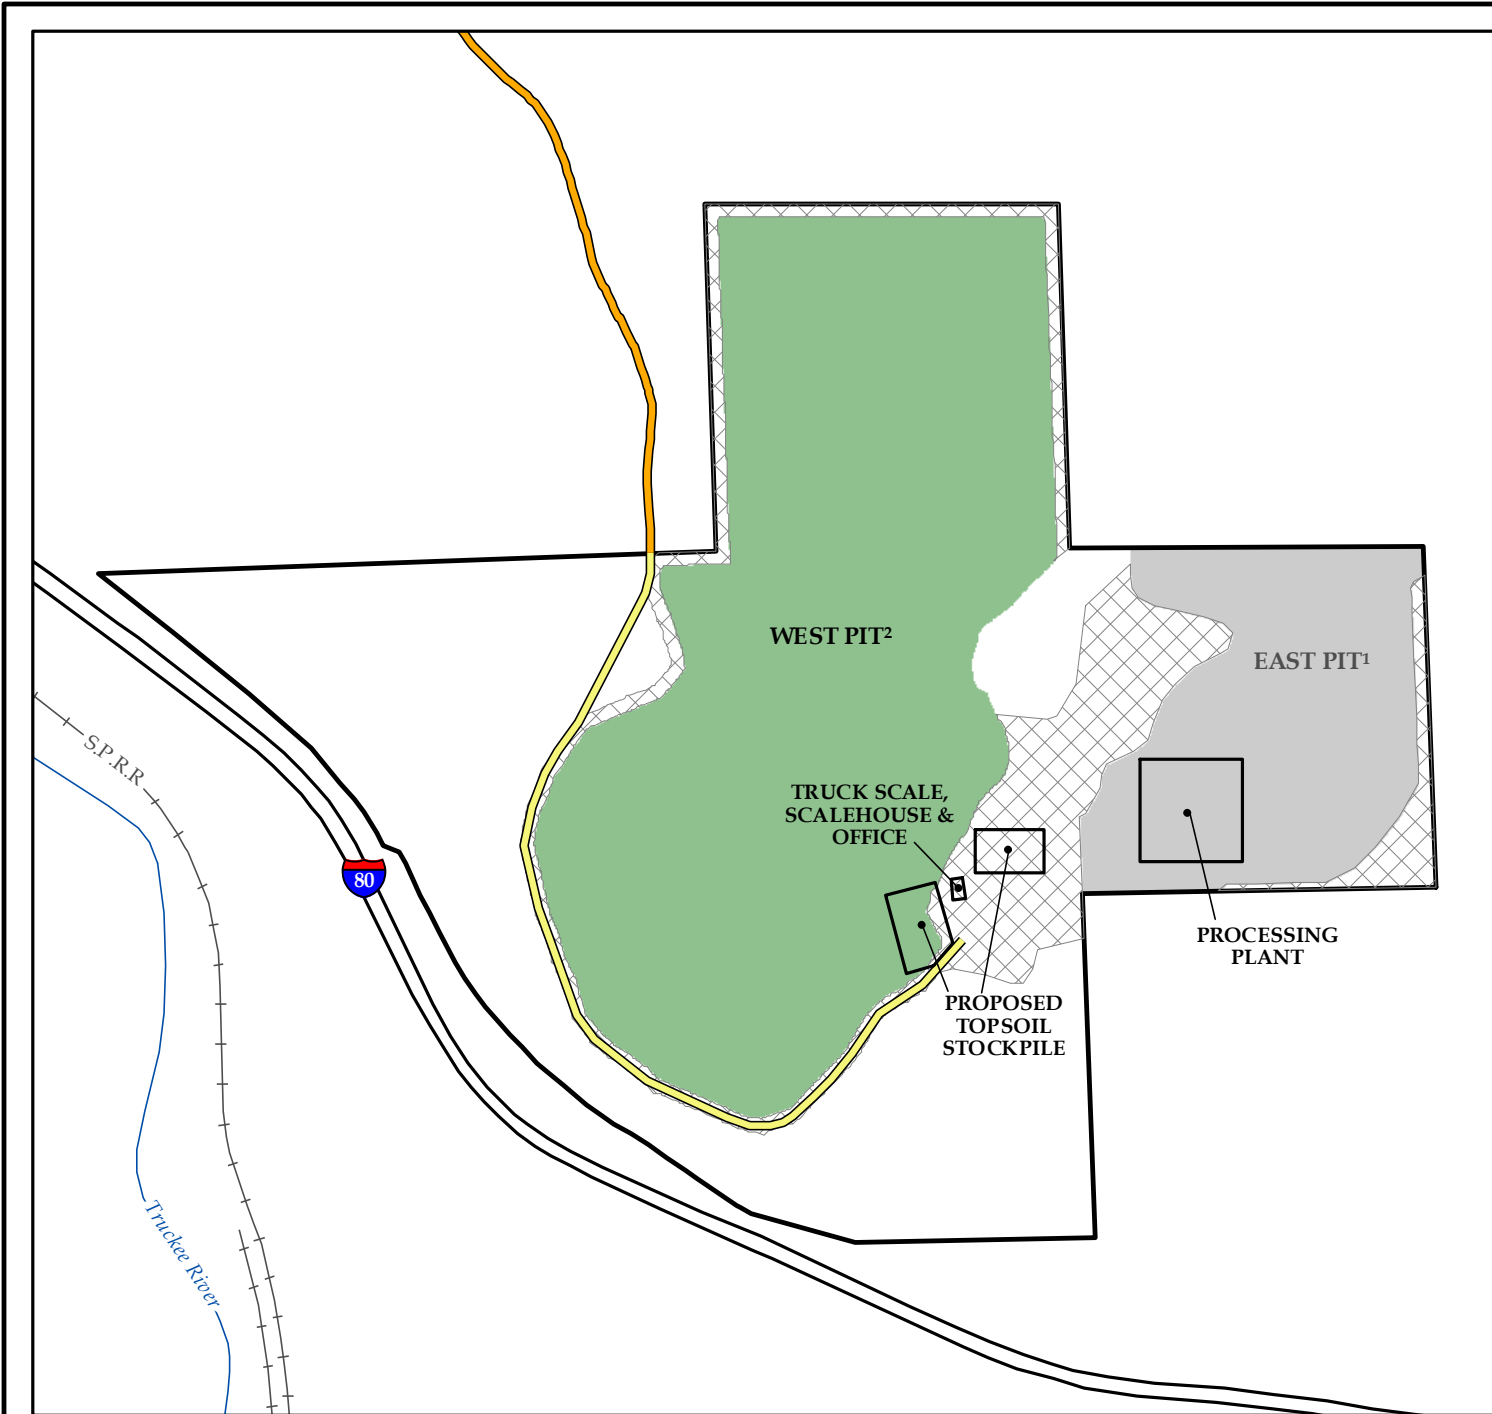 WEST PIT²
EAST PIT¹
S.P.R.R
TRUCK SCALE,
SCALEHOUSE &
OFFICE
80
PROCESSING
PLANT
PROPOSED
TOPSOIL
STOCKPILE
Truckee River